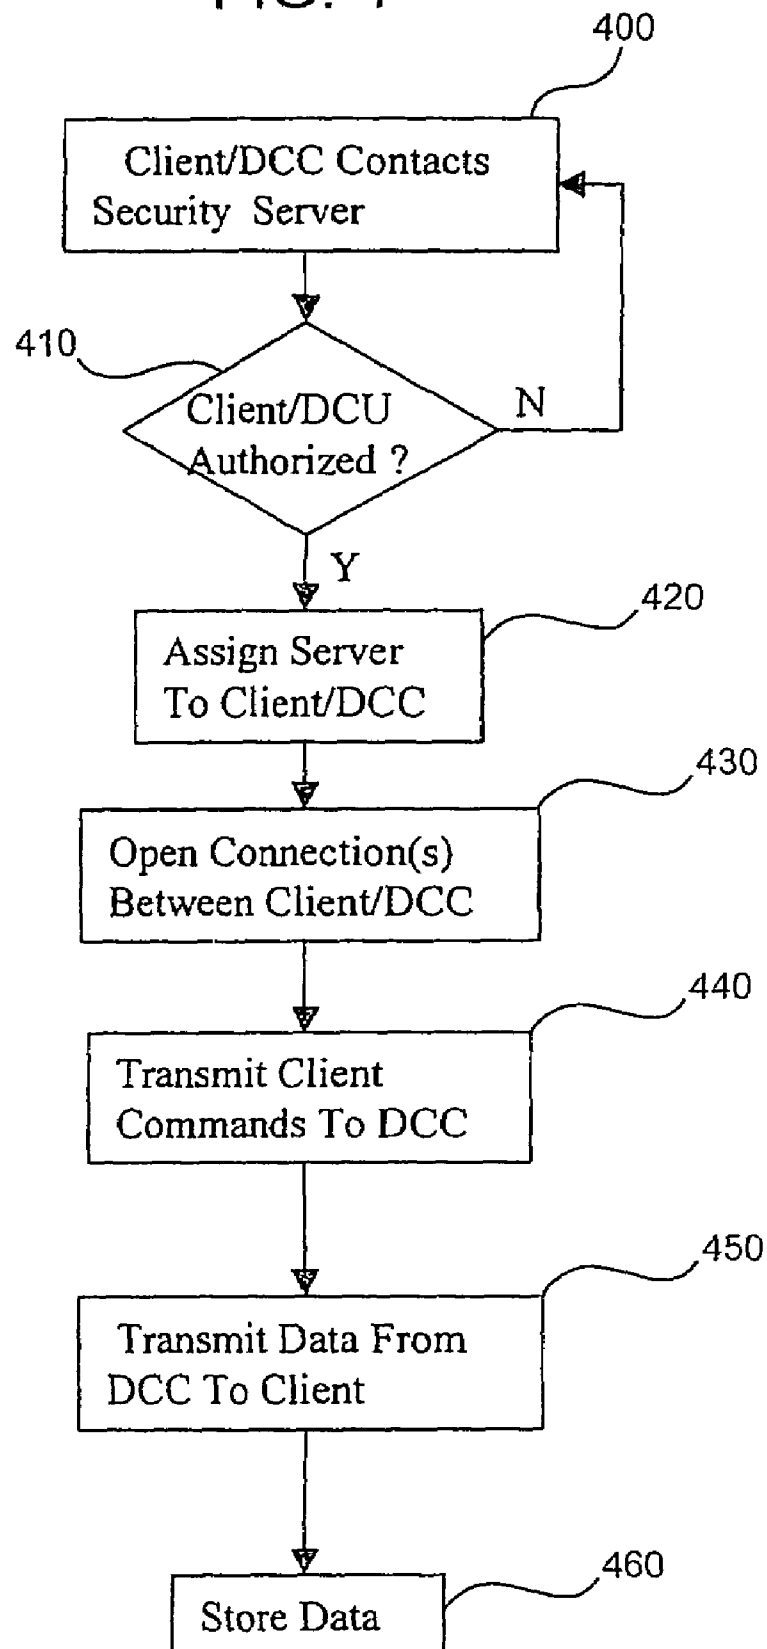 400
Client/DCC Contacts
Security Server
410
Client/DCU
Authorized ?
N
Y
420
Assign Server
To Client/DCC
430
Open Connection(s)
Between Client/DCC
440
Transmit Client
Commands To DCC
450
Transmit Data From
DCC To Client
460
Store Data